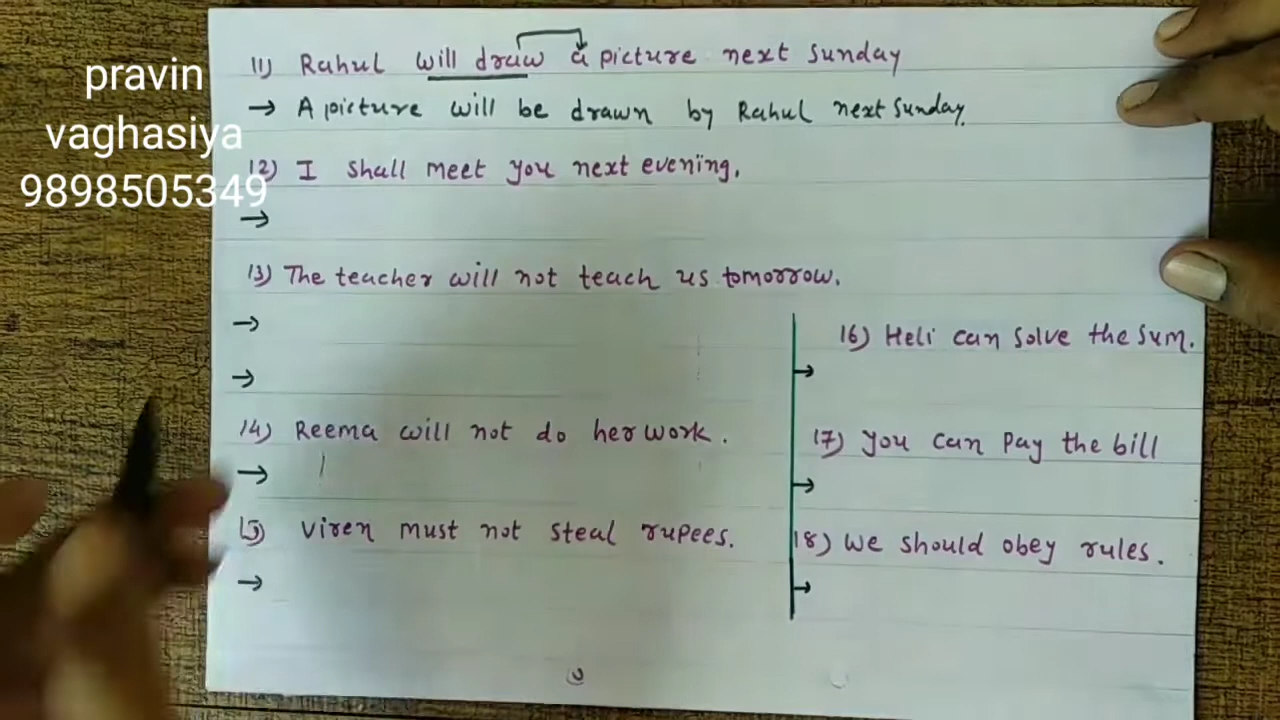 pravin
vaghasiya
9898505349
11) Rahul will draw a picture next Sunday
→ A picture will be drawn by Rahul next Sunday.
12) I shall meet you next evening.
→
13) The teacher will not teach us tomorrow.
→
→
14) Reema will not do her work.
→
15) Viren must not steal rupees.
→
16) Heli can solve the sum.
→
17) you can pay the bill
→
18) we should obey rules.
→